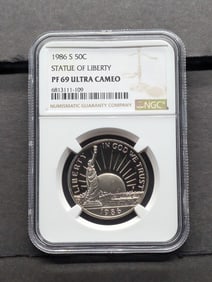 1986 S 50C
STATUE OF LIBERTY
PF 69 ULTRA CAMEO
6813111-109
NUMISMATIC GUARANTY COMPANY
NGC
LIBERTY
IN GOD WE TRUST
1986